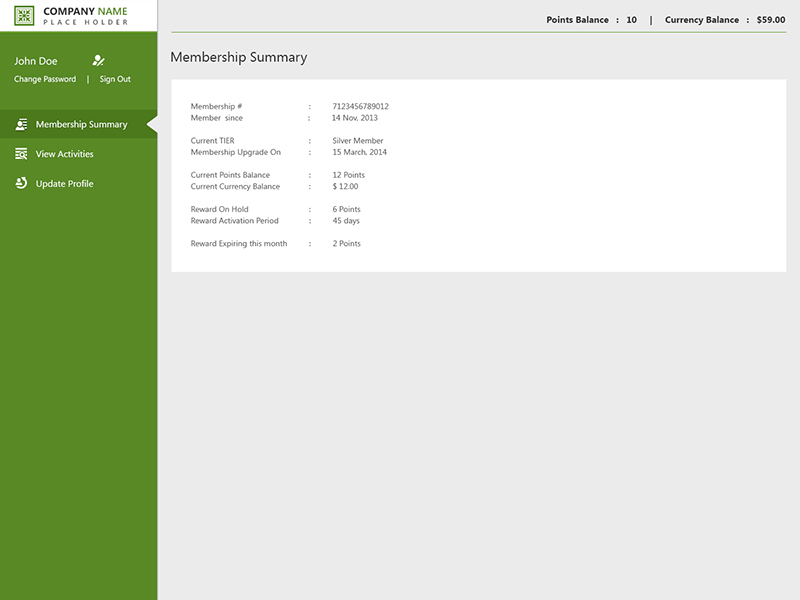 COMPANY NAME
PLACE HOLDER
Points Balance : 10 | Currency Balance : $59.00
John Doe
Change Password | Sign Out
Membership Summary
View Activities
Update Profile
Membership Summary
Membership # : 7123456789012
Member since : 14 Nov, 2013
Current TIER : Silver Member
Membership Upgrade On : 15 March, 2014
Current Points Balance : 12 Points
Current Currency Balance : $ 12.00
Reward On Hold : 6 Points
Reward Activation Period : 45 days
Reward Expiring this month : 2 Points